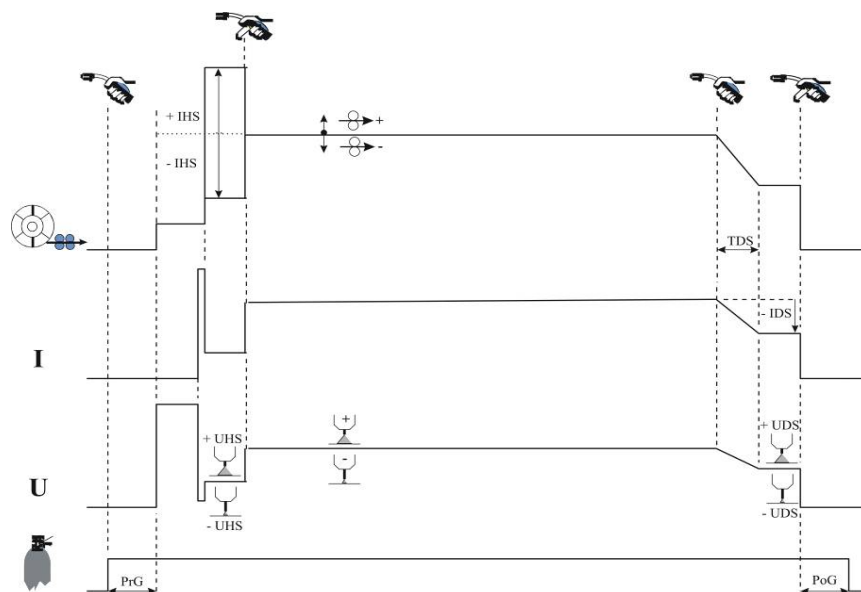 + IHS
+
- IHS
-
TDS
I
- IDS
+
+ UHS
+ UDS
-
U
- UHS
- UDS
PrG
PoG